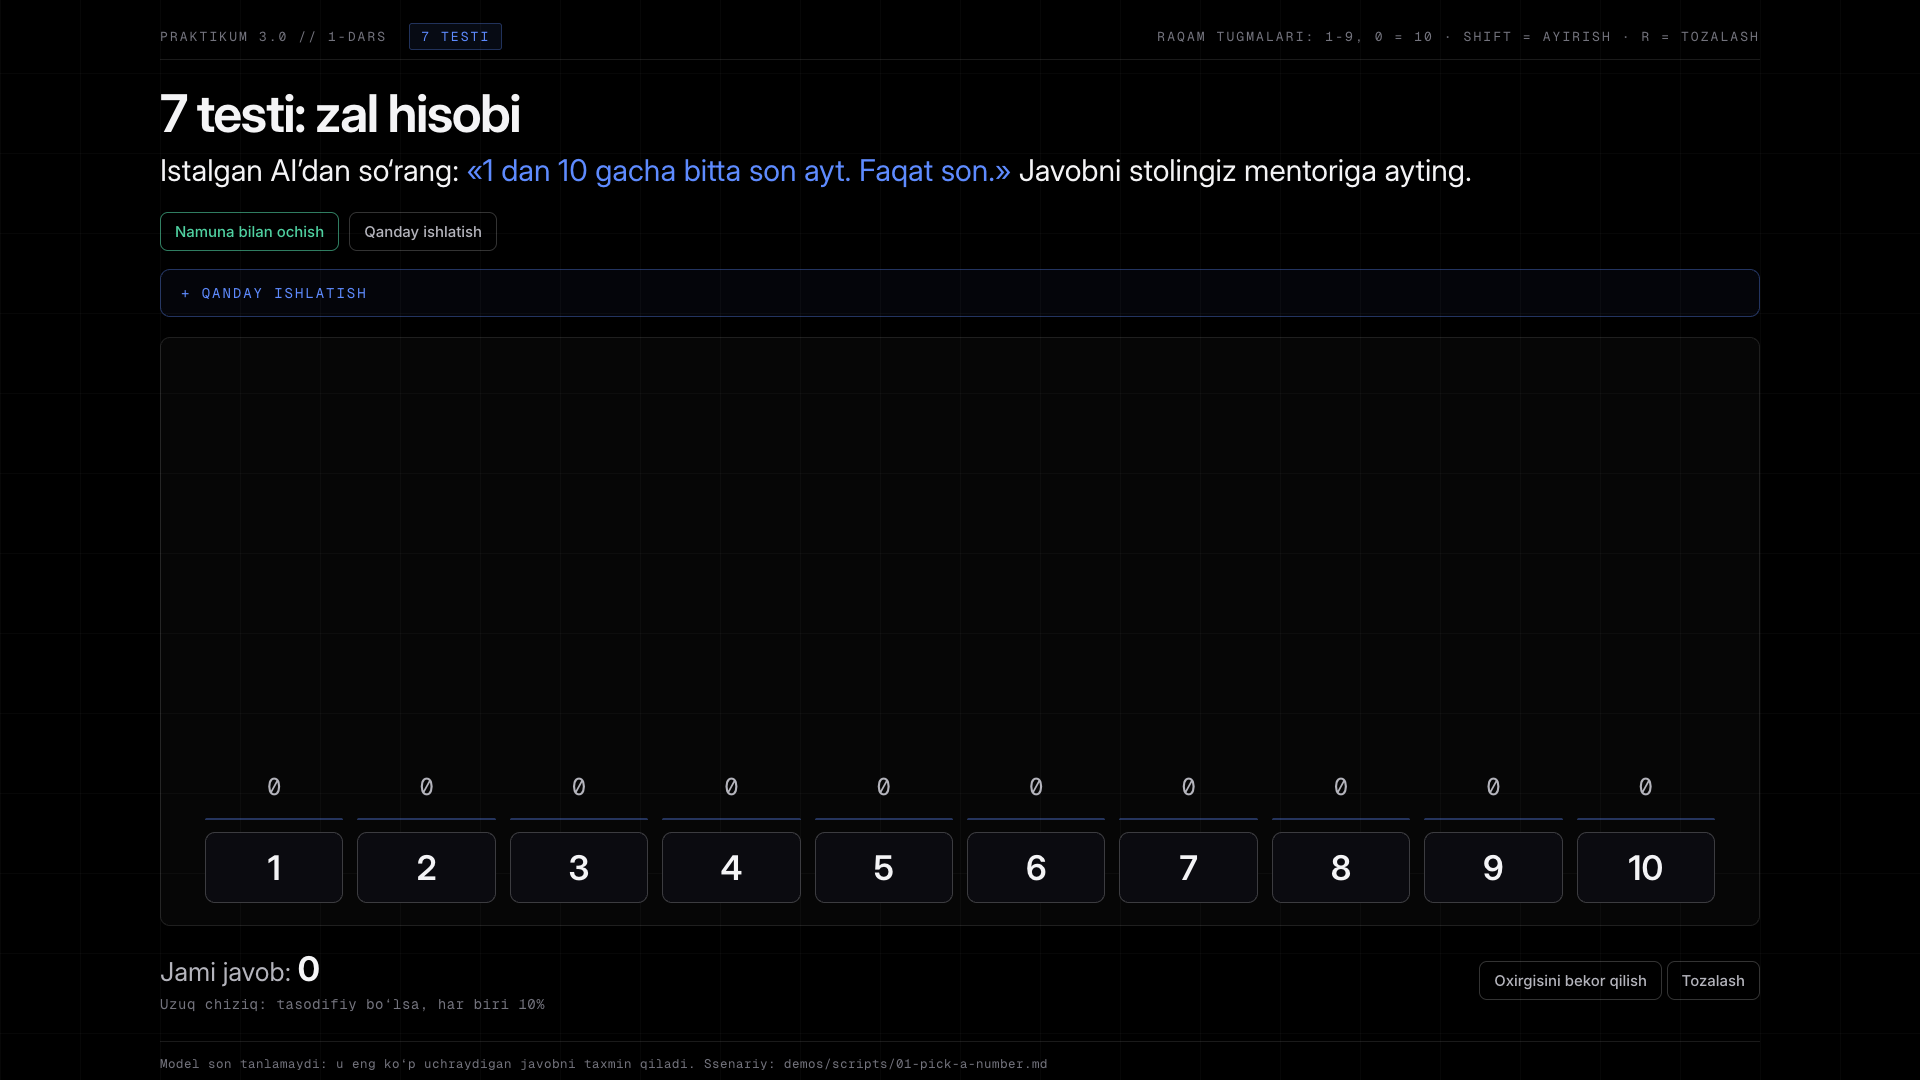 PRAKTIKUM 3.0 // 1-DARS
7 TESTI
RAQAM TUGMALARI: 1-9, 0 = 10 · SHIFT = AYIRISH · R = TOZALASH
7 testi: zal hisobi
Istalgan AI’dan so‘rang: «1 dan 10 gacha bitta son ayt. Faqat son.» Javobni stolingiz mentoriga ayting.
Namuna bilan ochish
Qanday ishlatish
+ QANDAY ISHLATISH
0 0 0 0 0 0 0 0 0 0
1 2 3 4 5 6 7 8 9 10
Jami javob: 0
Oxirgisini bekor qilish
Tozalash
Uzuq chiziq: tasodifiy bo‘lsa, har biri 10%
Model son tanlamaydi: u eng ko‘p uchraydigan javobni taxmin qiladi. Ssenariy: demos/scripts/01-pick-a-number.md